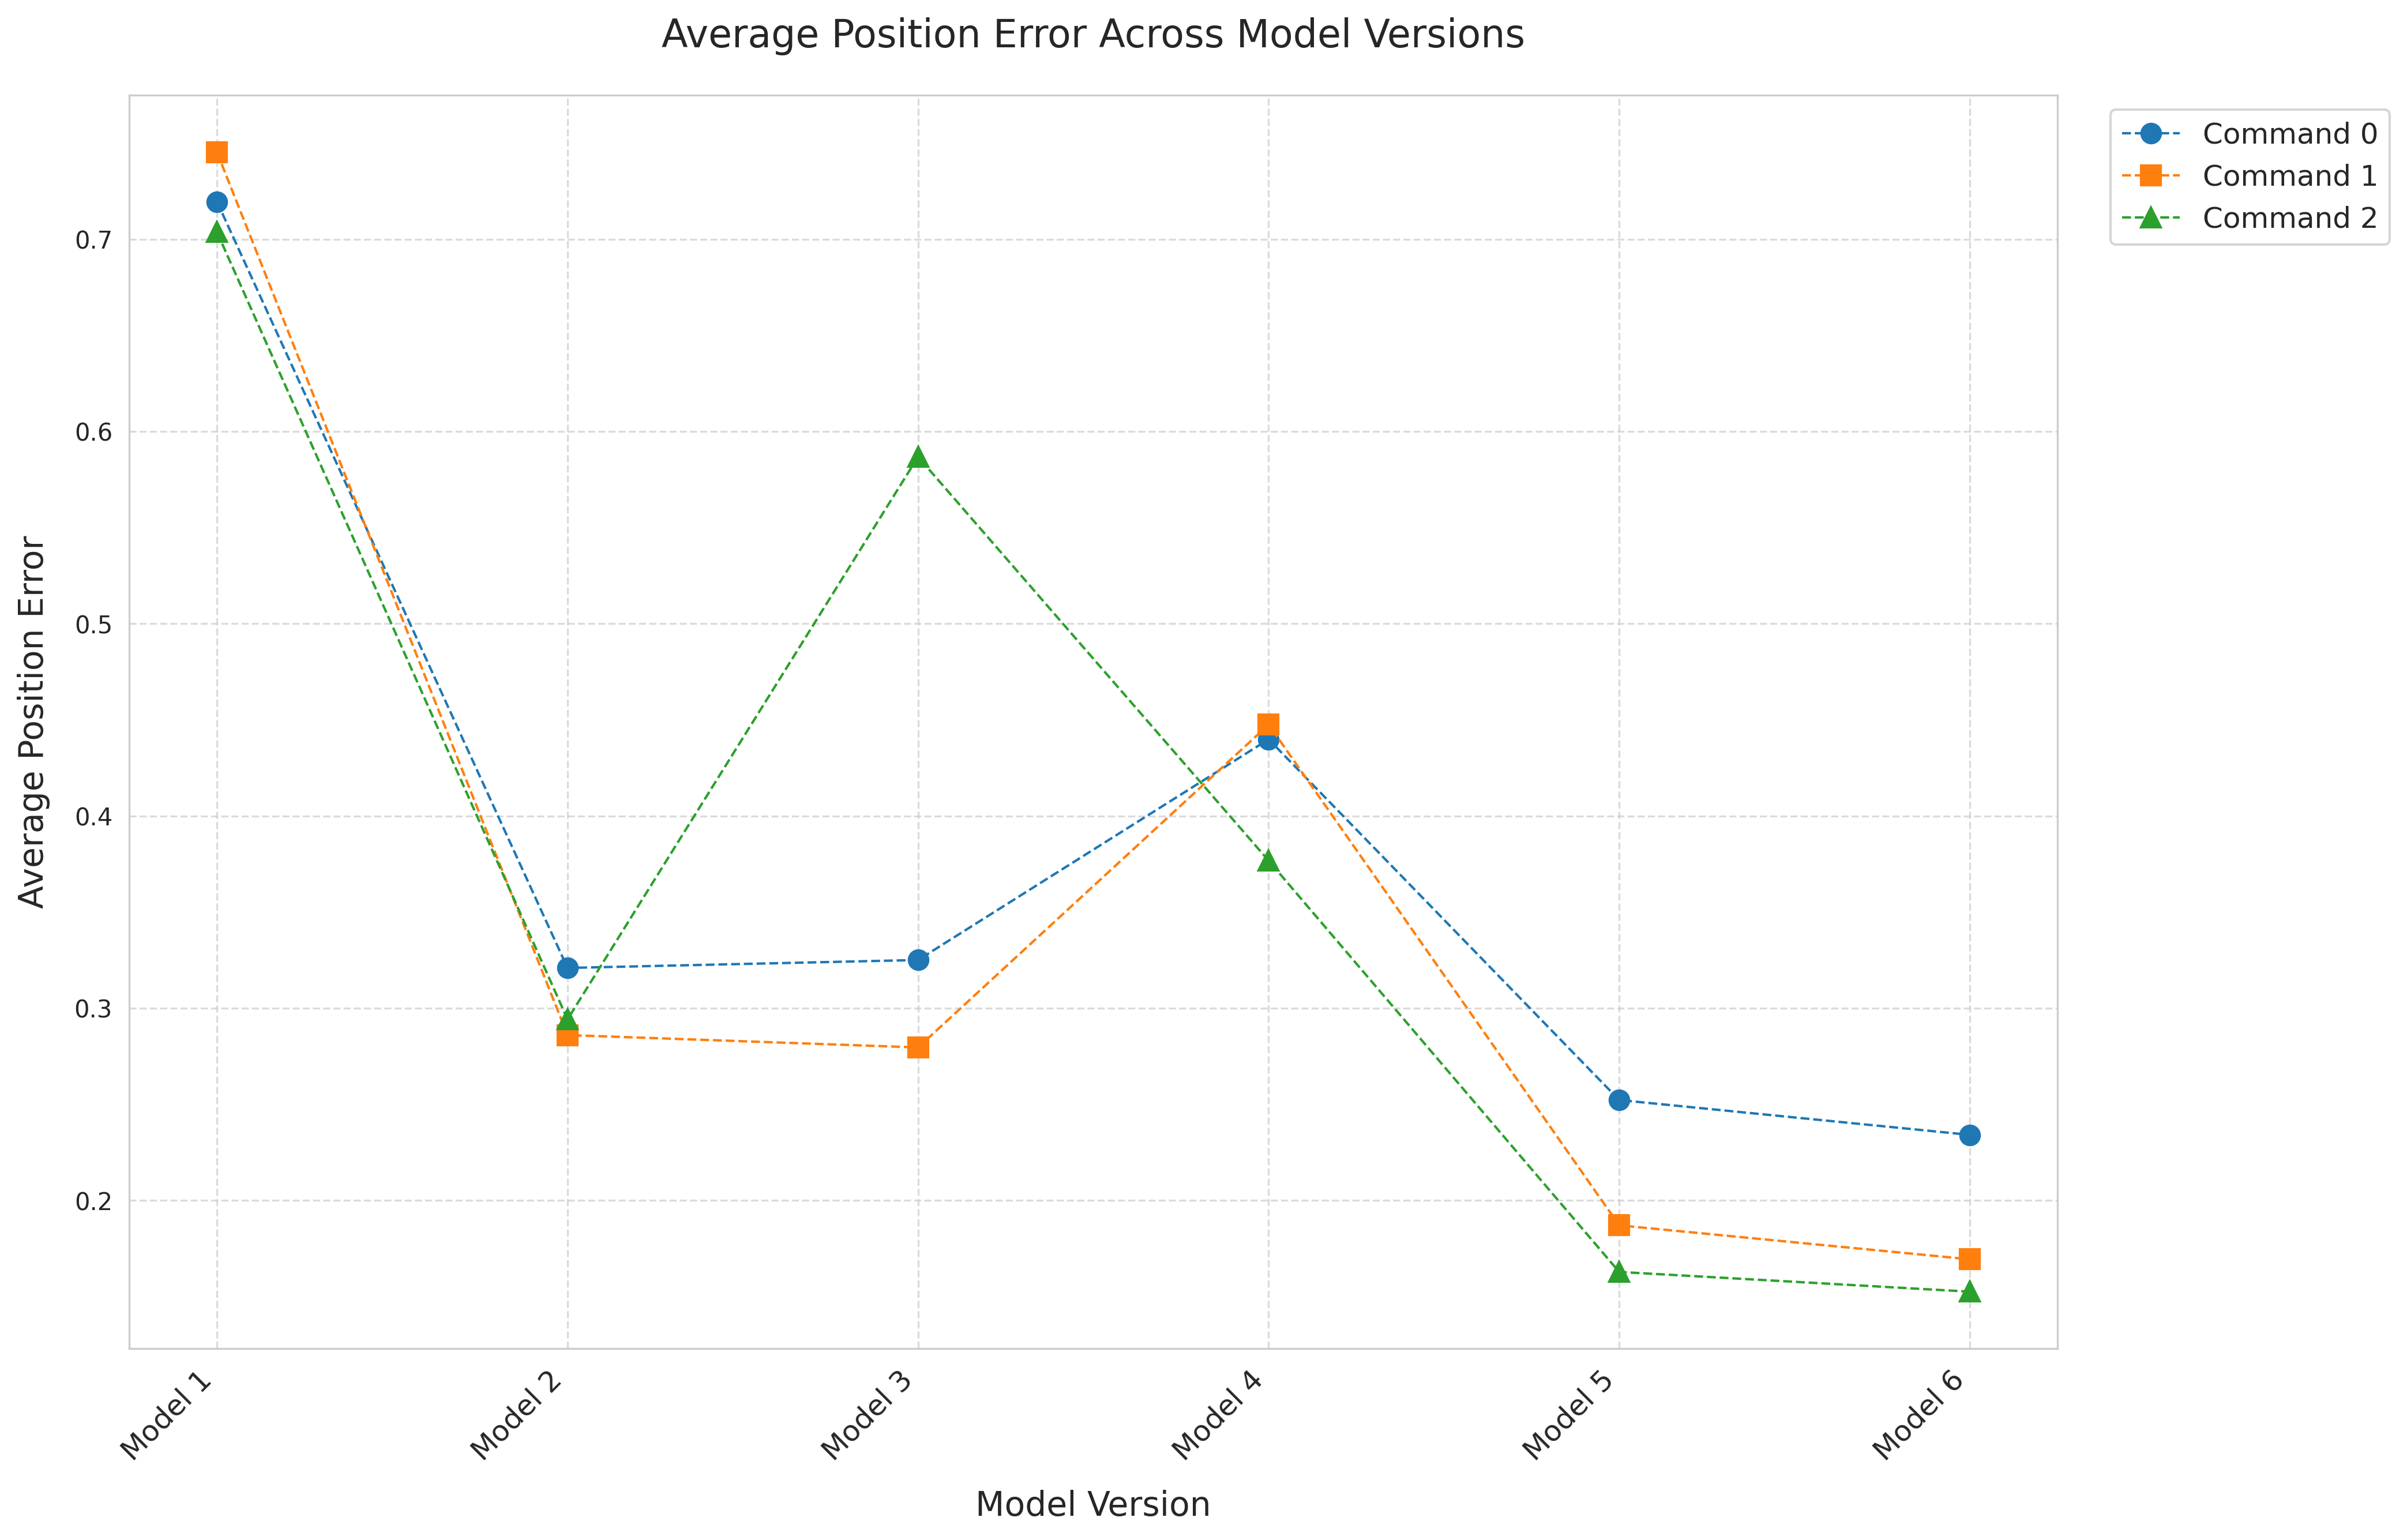 Average Position Error Across Model Versions
Command 0
Command 1
Command 2
Average Position Error
0.7
0.6
0.5
0.4
0.3
0.2
Model 1
Model 2
Model 3
Model 4
Model 5
Model 6
Model Version